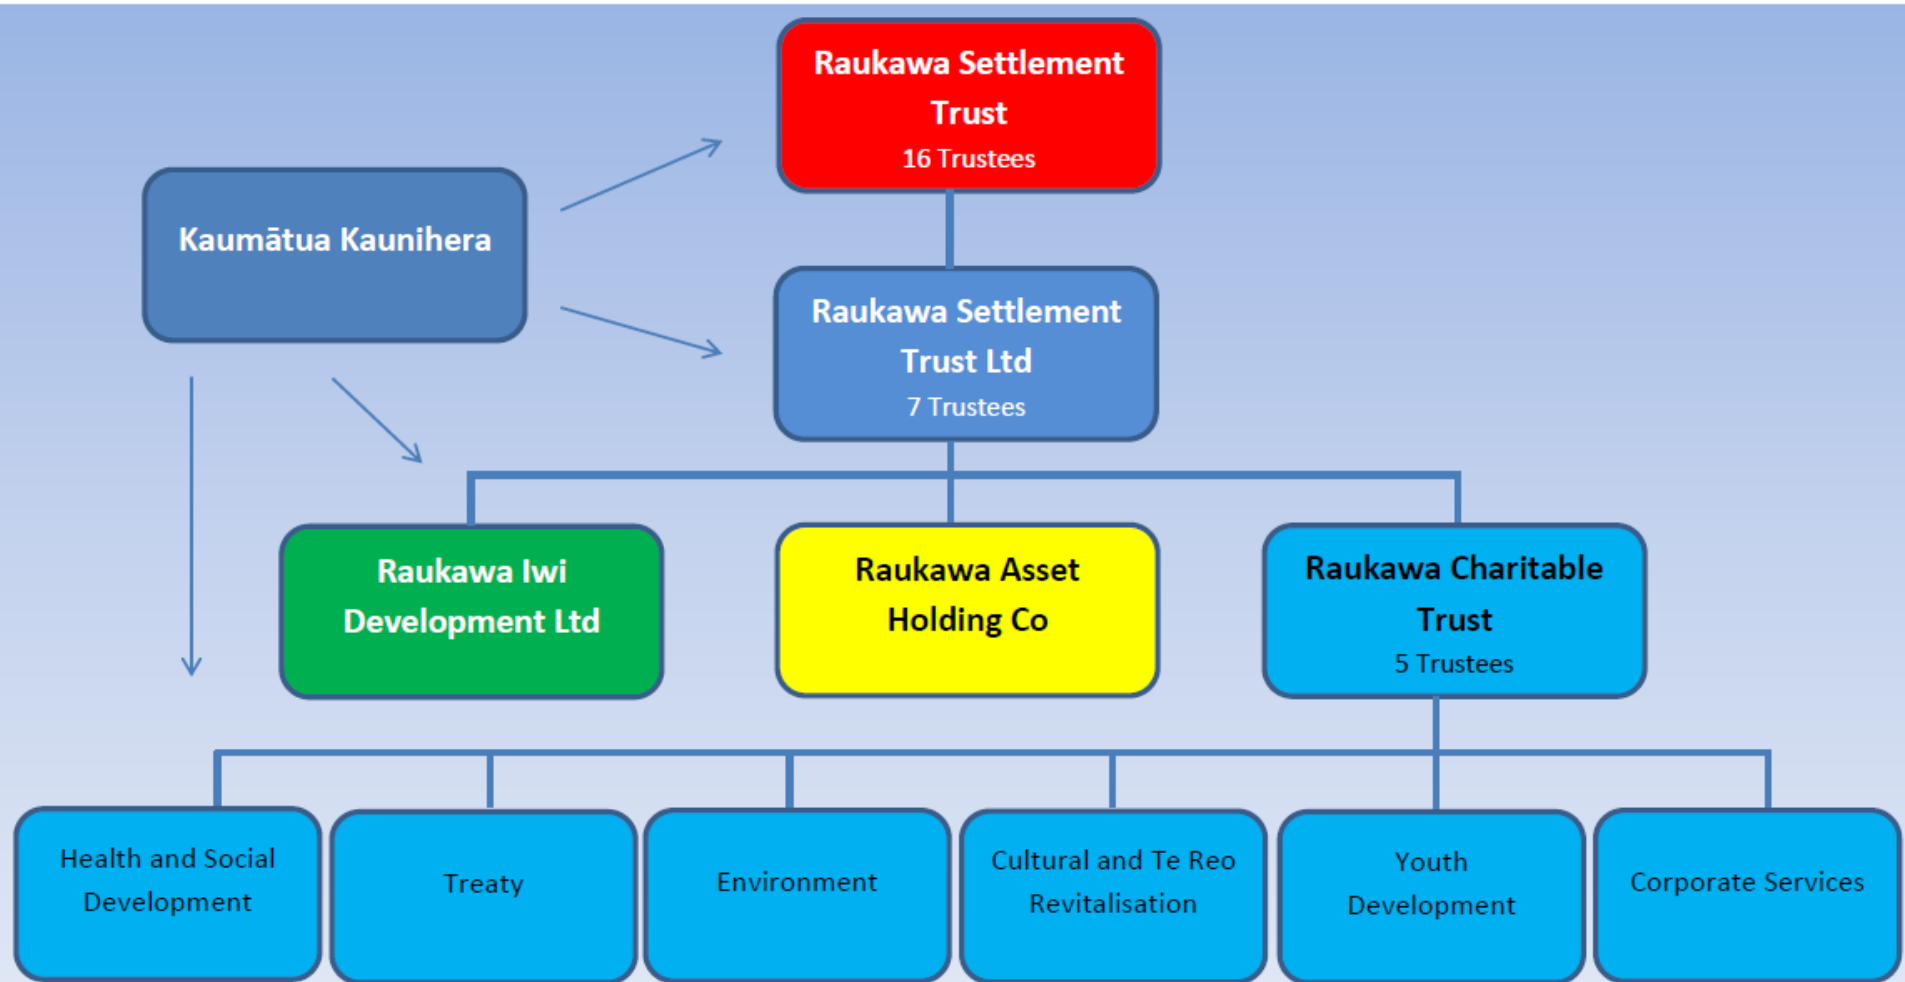 Raukawa Settlement
Trust
16 Trustees
Kaumātua Kaunihera
Raukawa Settlement
Trust Ltd
7 Trustees
Raukawa Iwi
Development Ltd
Raukawa Asset
Holding Co
Raukawa Charitable
Trust
5 Trustees
Health and Social
Development
Treaty
Environment
Cultural and Te Reo
Revitalisation
Youth
Development
Corporate Services